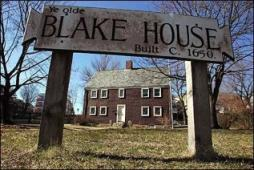 Ye olde
BLAKE HOUSE
Built C. 1650